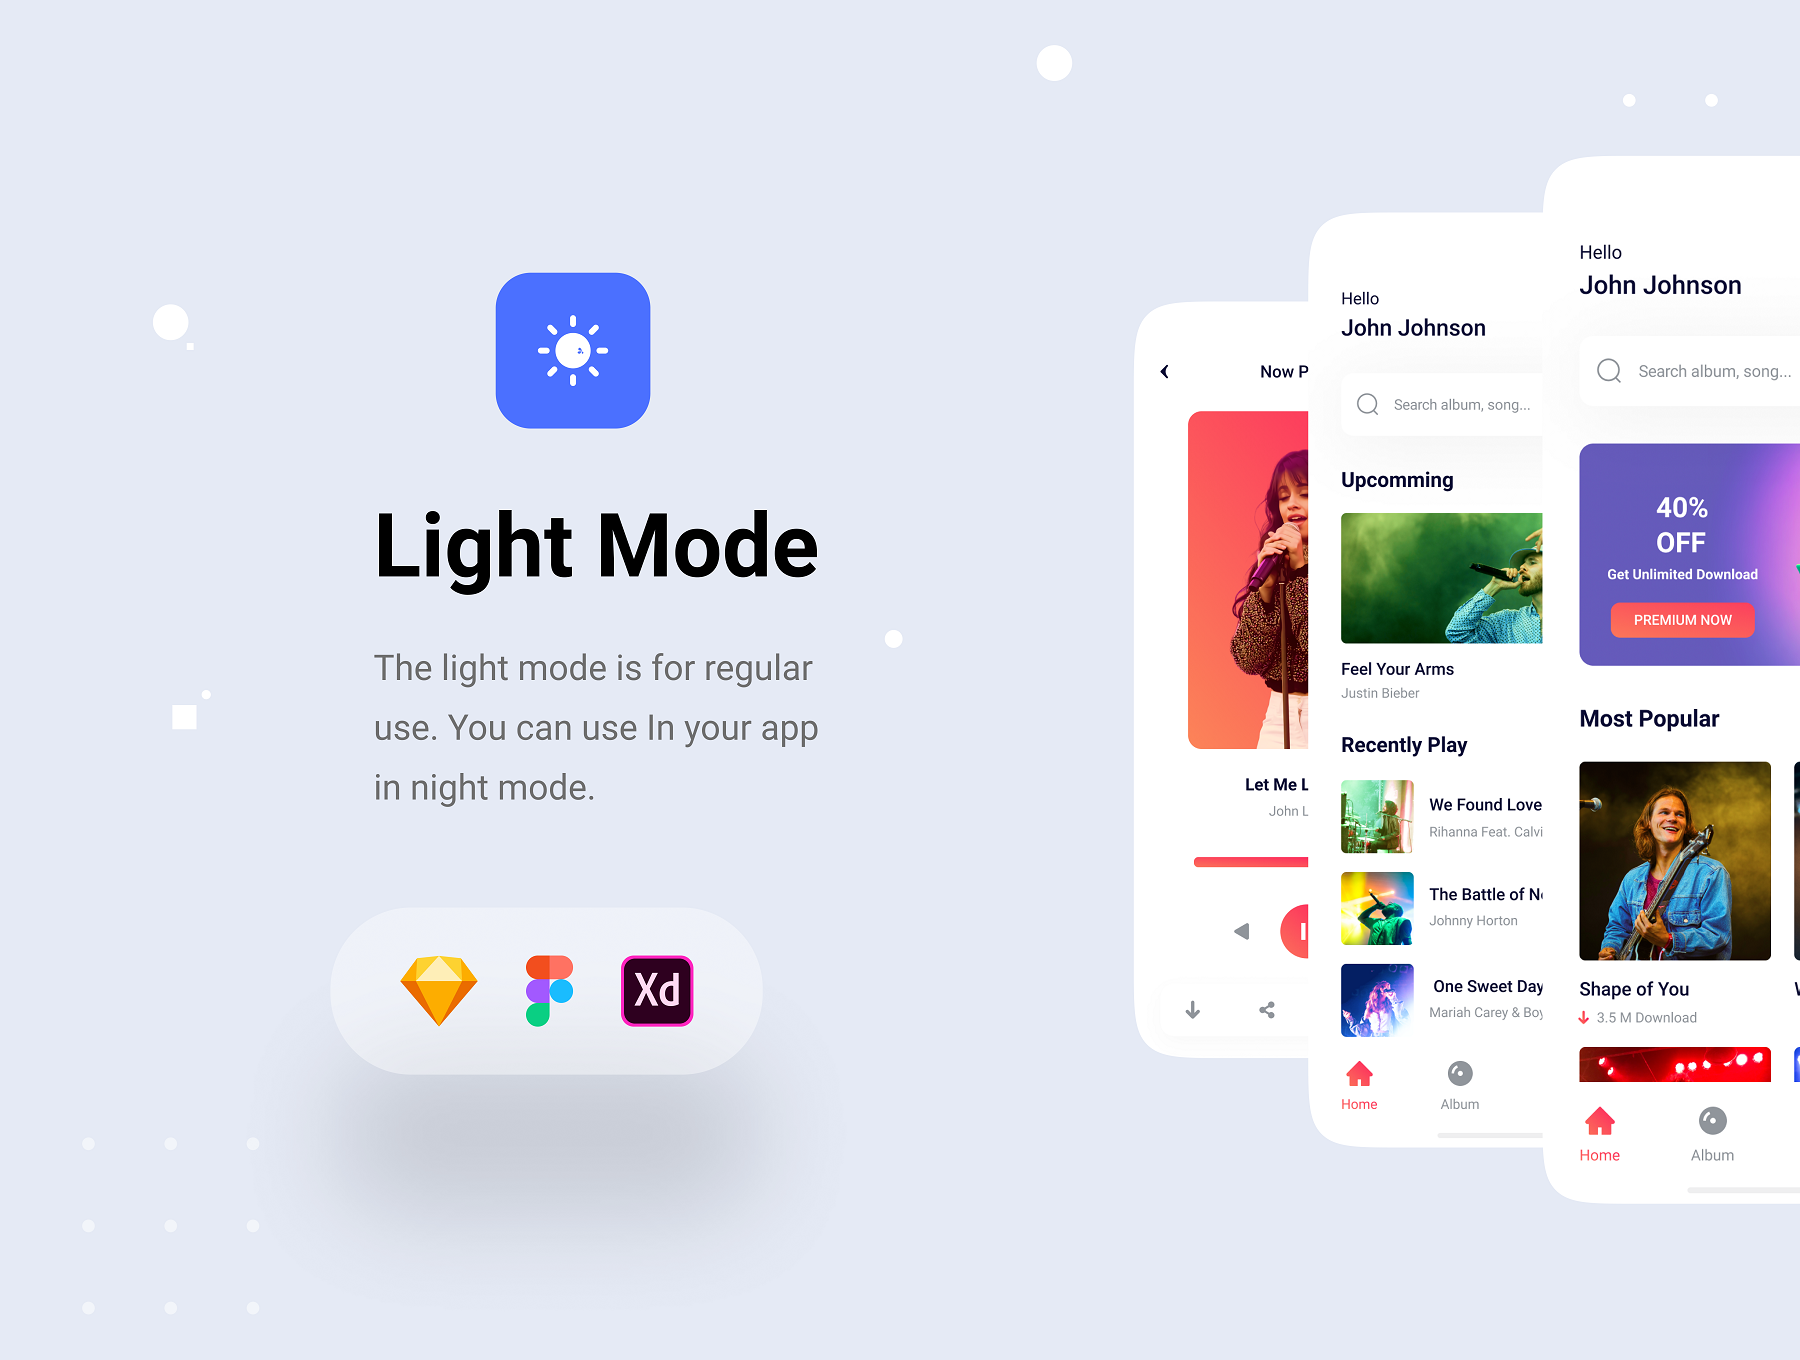 Light Mode
The light mode is for regular
use. You can use In your app
in night mode.
Xd
Now P
Let Me L
John L
Hello
John Johnson
Search album, song...
Upcomming
Feel Your Arms
Justin Bieber
Recently Play
We Found Love
Rihanna Feat. Calvi
The Battle of N
Johnny Horton
One Sweet Day
Mariah Carey & Boy
Home
Album
Hello
John Johnson
Search album, song...
40%
OFF
Get Unlimited Download
PREMIUM NOW
Most Popular
Shape of You
3.5 M Download
Home
Album